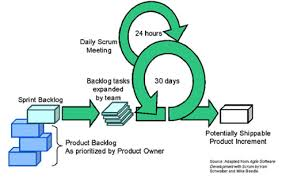 24 hours
Daily Scrum
Meeting
Backlog tasks
expanded
by team
30 days
Sprint Backlog
Product Backlog
As prioritized by Product Owner
Potentially Shippable
Product Increment
Source: Adapted from Agile Software
Development with Scrum by Ken
Schwaber and Mike Beedle.